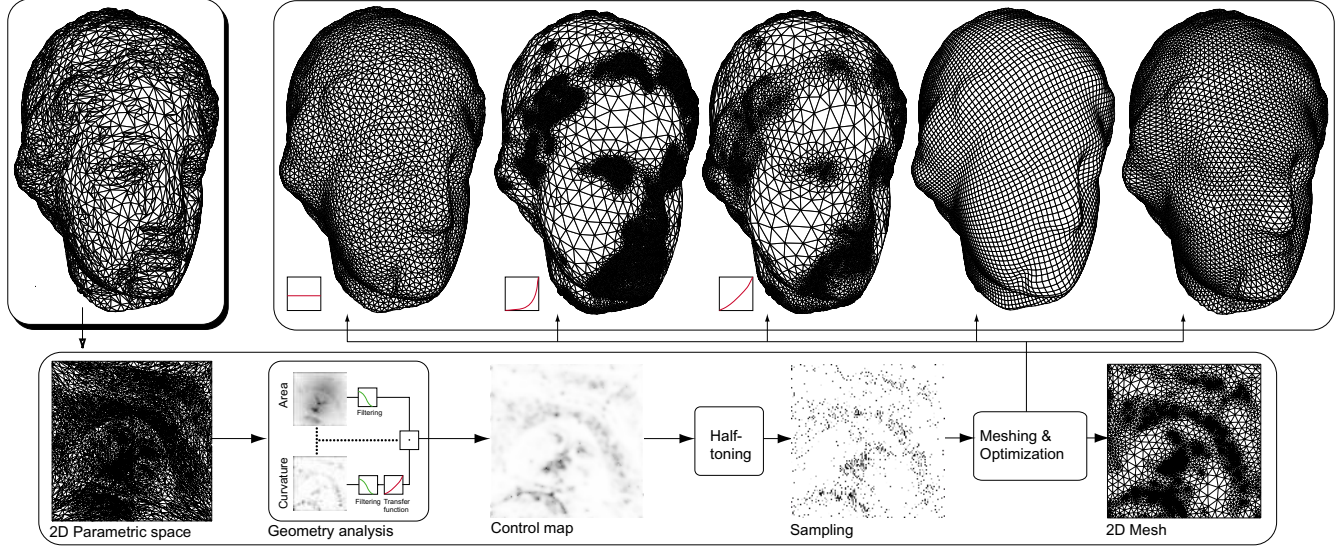 Area
Filtering
Curvature
Filtering
Transfer
function
Half-
toning
Meshing &
Optimization
2D Parametric space
Geometry analysis
Control map
Sampling
2D Mesh